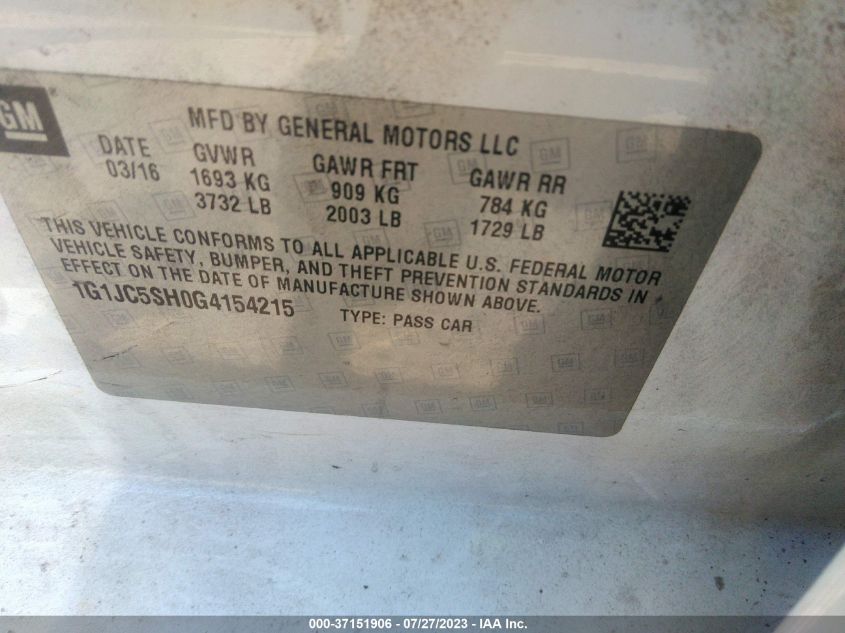 GM
MFD BY GENERAL MOTORS LLC
DATE GVWR GAWR FRT GAWR RR
03/16 1693 KG 909 KG 784 KG
3732 LB 2003 LB 1729 LB
THIS VEHICLE CONFORMS TO ALL APPLICABLE U.S. FEDERAL MOTOR
VEHICLE SAFETY, BUMPER, AND THEFT PREVENTION STANDARDS IN
EFFECT ON THE DATE OF MANUFACTURE SHOWN ABOVE.
1G1JC5SH0G4154215 TYPE: PASS CAR
000-37151906 - 07/27/2023 - IAA Inc.